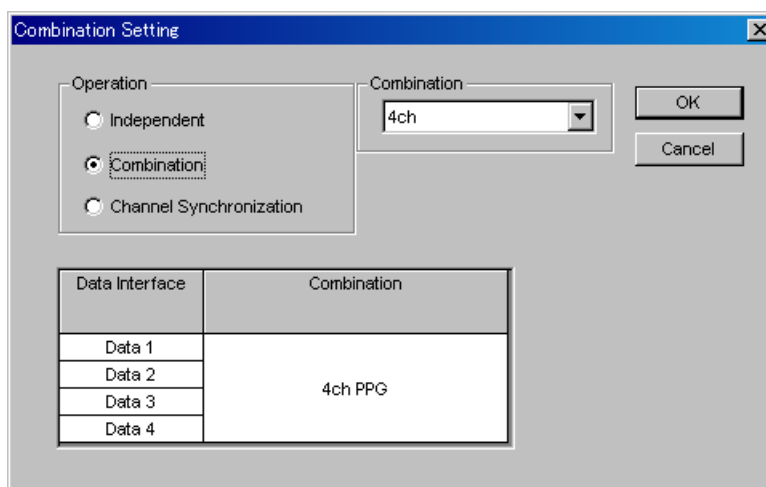 Combination Setting
Operation
Independent
Combination
Channel Synchronization
Combination
4ch
OK
Cancel
Data Interface Combination
Data 1
Data 2
Data 3
Data 4
4ch PPG